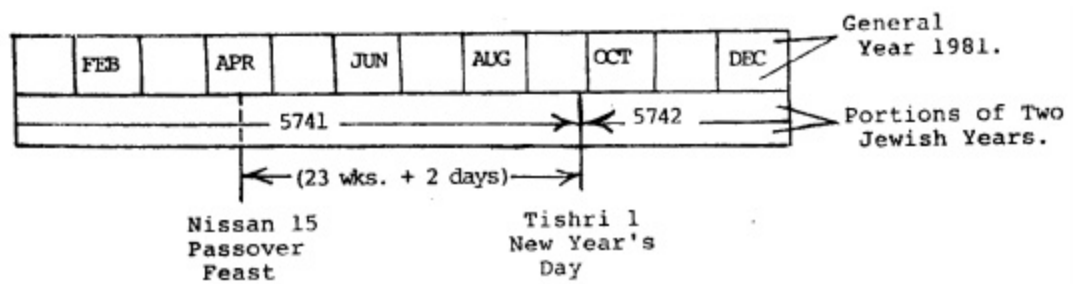 General
Year 1981.
FEB APR JUN AUG OCT DEC
5741 5742
Portions of Two
Jewish Years.
(23 wks. + 2 days)
Nissan 15
Passover
Feast
Tishri 1
New Year's
Day